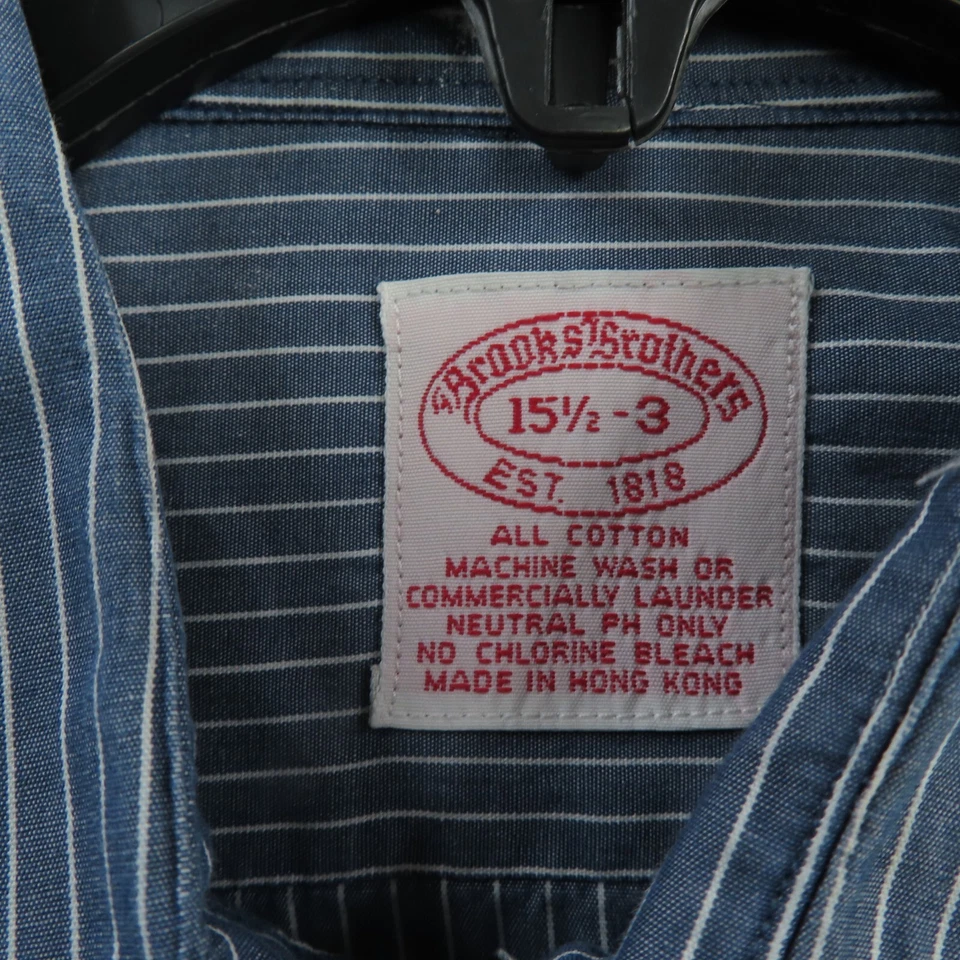 Brooks Brothers
15½-3
EST. 1818
ALL COTTON
MACHINE WASH OR
COMMERCIALLY LAUNDER
NEUTRAL PH ONLY
NO CHLORINE BLEACH
MADE IN HONG KONG